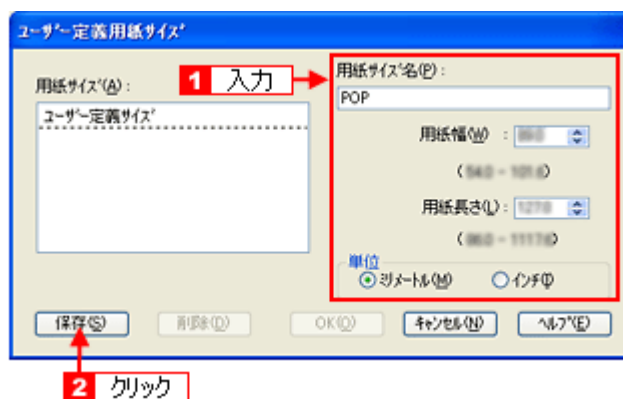 ユーザー定義用紙サイズ
用紙サイズ(A) :
1 入力
用紙サイズ名(P) :
ユーザー定義サイズ
POP
用紙幅(W) :
用紙長さ(L) :
単位
ミリメートル(M)
インチ(I)
保存(S)
削除(D)
OK(O)
キャンセル(N)
ヘルプ(E)
2 クリック